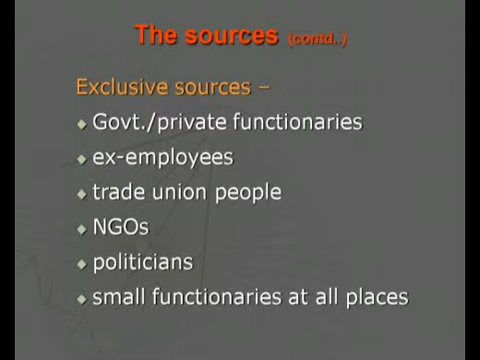 The sources (contd..)
Exclusive sources –
Govt./private functionaries
ex-employees
trade union people
NGOs
politicians
small functionaries at all places